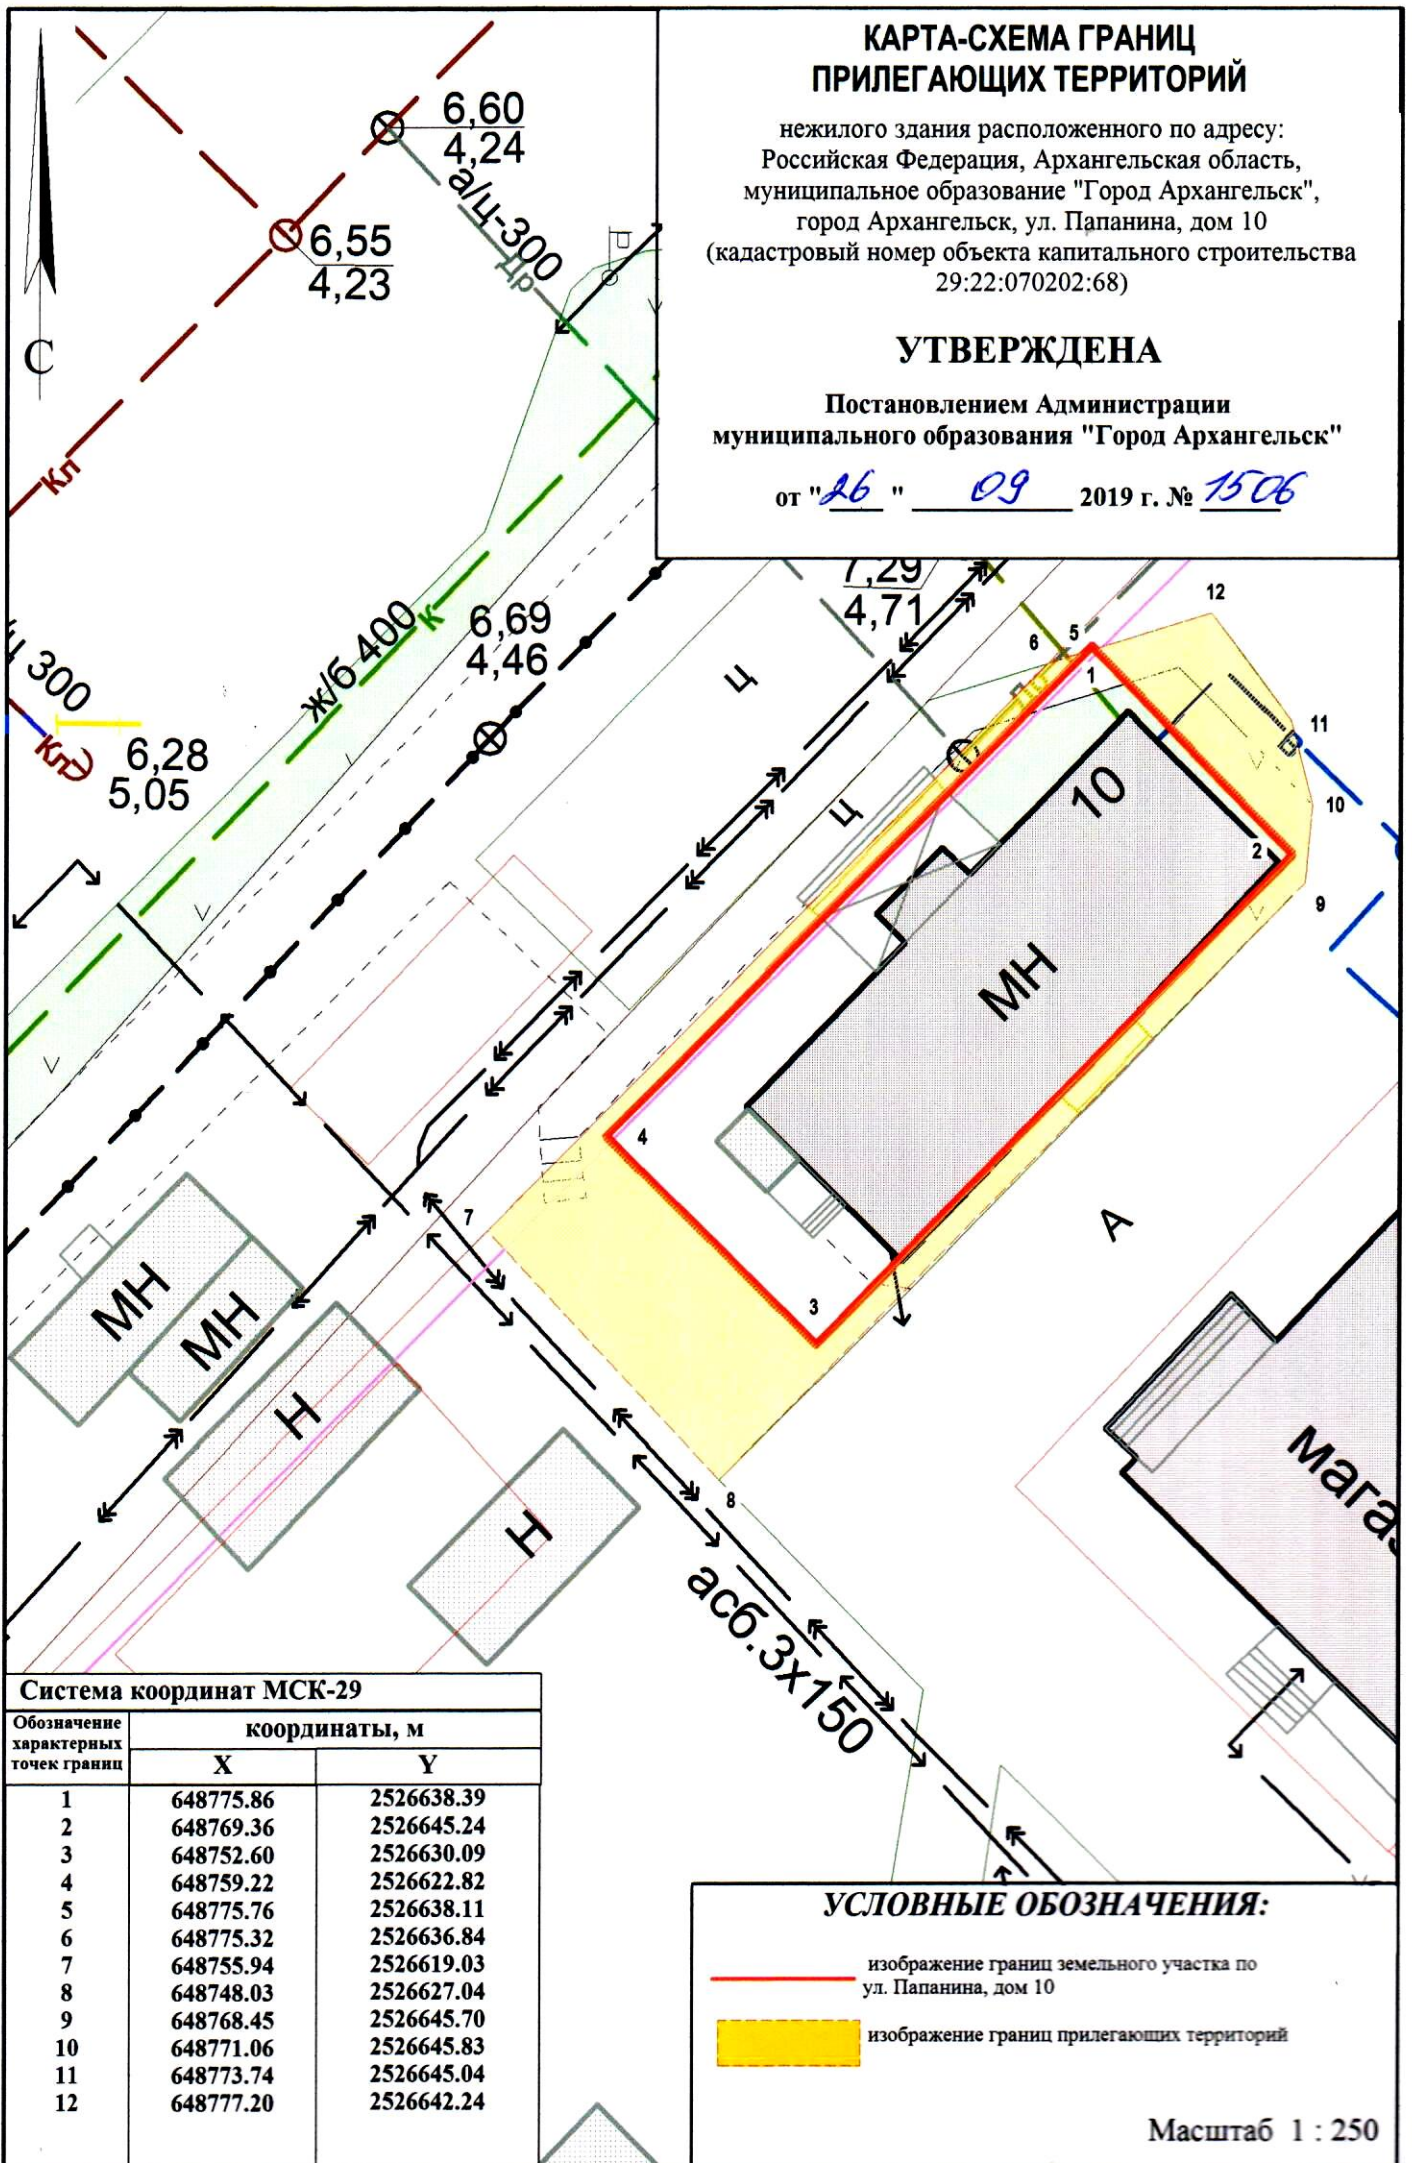 КАРТА-СХЕМА ГРАНИЦ
ПРИЛЕГАЮЩИХ ТЕРРИТОРИЙ
нежилого здания расположенного по адресу:
Российская Федерация, Архангельская область,
муниципальное образование "Город Архангельск",
город Архангельск, ул. Папанина, дом 10
(кадастровый номер объекта капитального строительства
29:22:070202:68)
УТВЕРЖДЕНА
Постановлением Администрации
муниципального образования "Город Архангельск"
от "26" 09 2019 г. № 1506
С
6,60
4,24
а/ц-300
Др
6,55
4,23
Кл
ж/б 400
К
6,69
4,46
7,29
4,71
ц 300
Кл
6,28
5,05
Ц
Ц
12
5
6
1
11
В
10
2
9
10
МН
4
7
3
А
8
МН
МН
Н
Н
мага
асб.3х150
Система координат МСК-29
Обозначение характерных точек границ
координаты, м
X Y
1 648775.86 2526638.39
2 648769.36 2526645.24
3 648752.60 2526630.09
4 648759.22 2526622.82
5 648775.76 2526638.11
6 648775.32 2526636.84
7 648755.94 2526619.03
8 648748.03 2526627.04
9 648768.45 2526645.70
10 648771.06 2526645.83
11 648773.74 2526645.04
12 648777.20 2526642.24
УСЛОВНЫЕ ОБОЗНАЧЕНИЯ:
изображение границ земельного участка по
ул. Папанина, дом 10
изображение границ прилегающих территорий
Масштаб 1 : 250